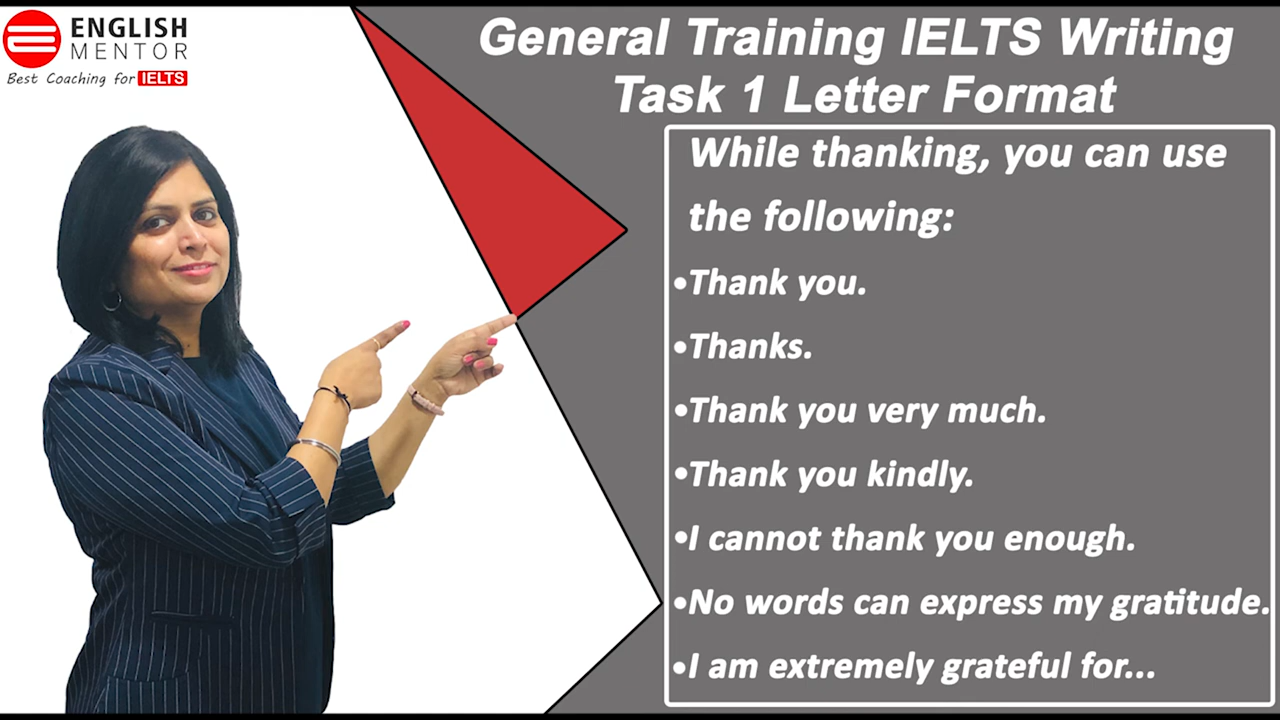 ENGLISH
MENTOR
Best Coaching for IELTS
General Training IELTS Writing
Task 1 Letter Format
While thanking, you can use
the following:
•Thank you.
•Thanks.
•Thank you very much.
•Thank you kindly.
•I cannot thank you enough.
•No words can express my gratitude.
•I am extremely grateful for...